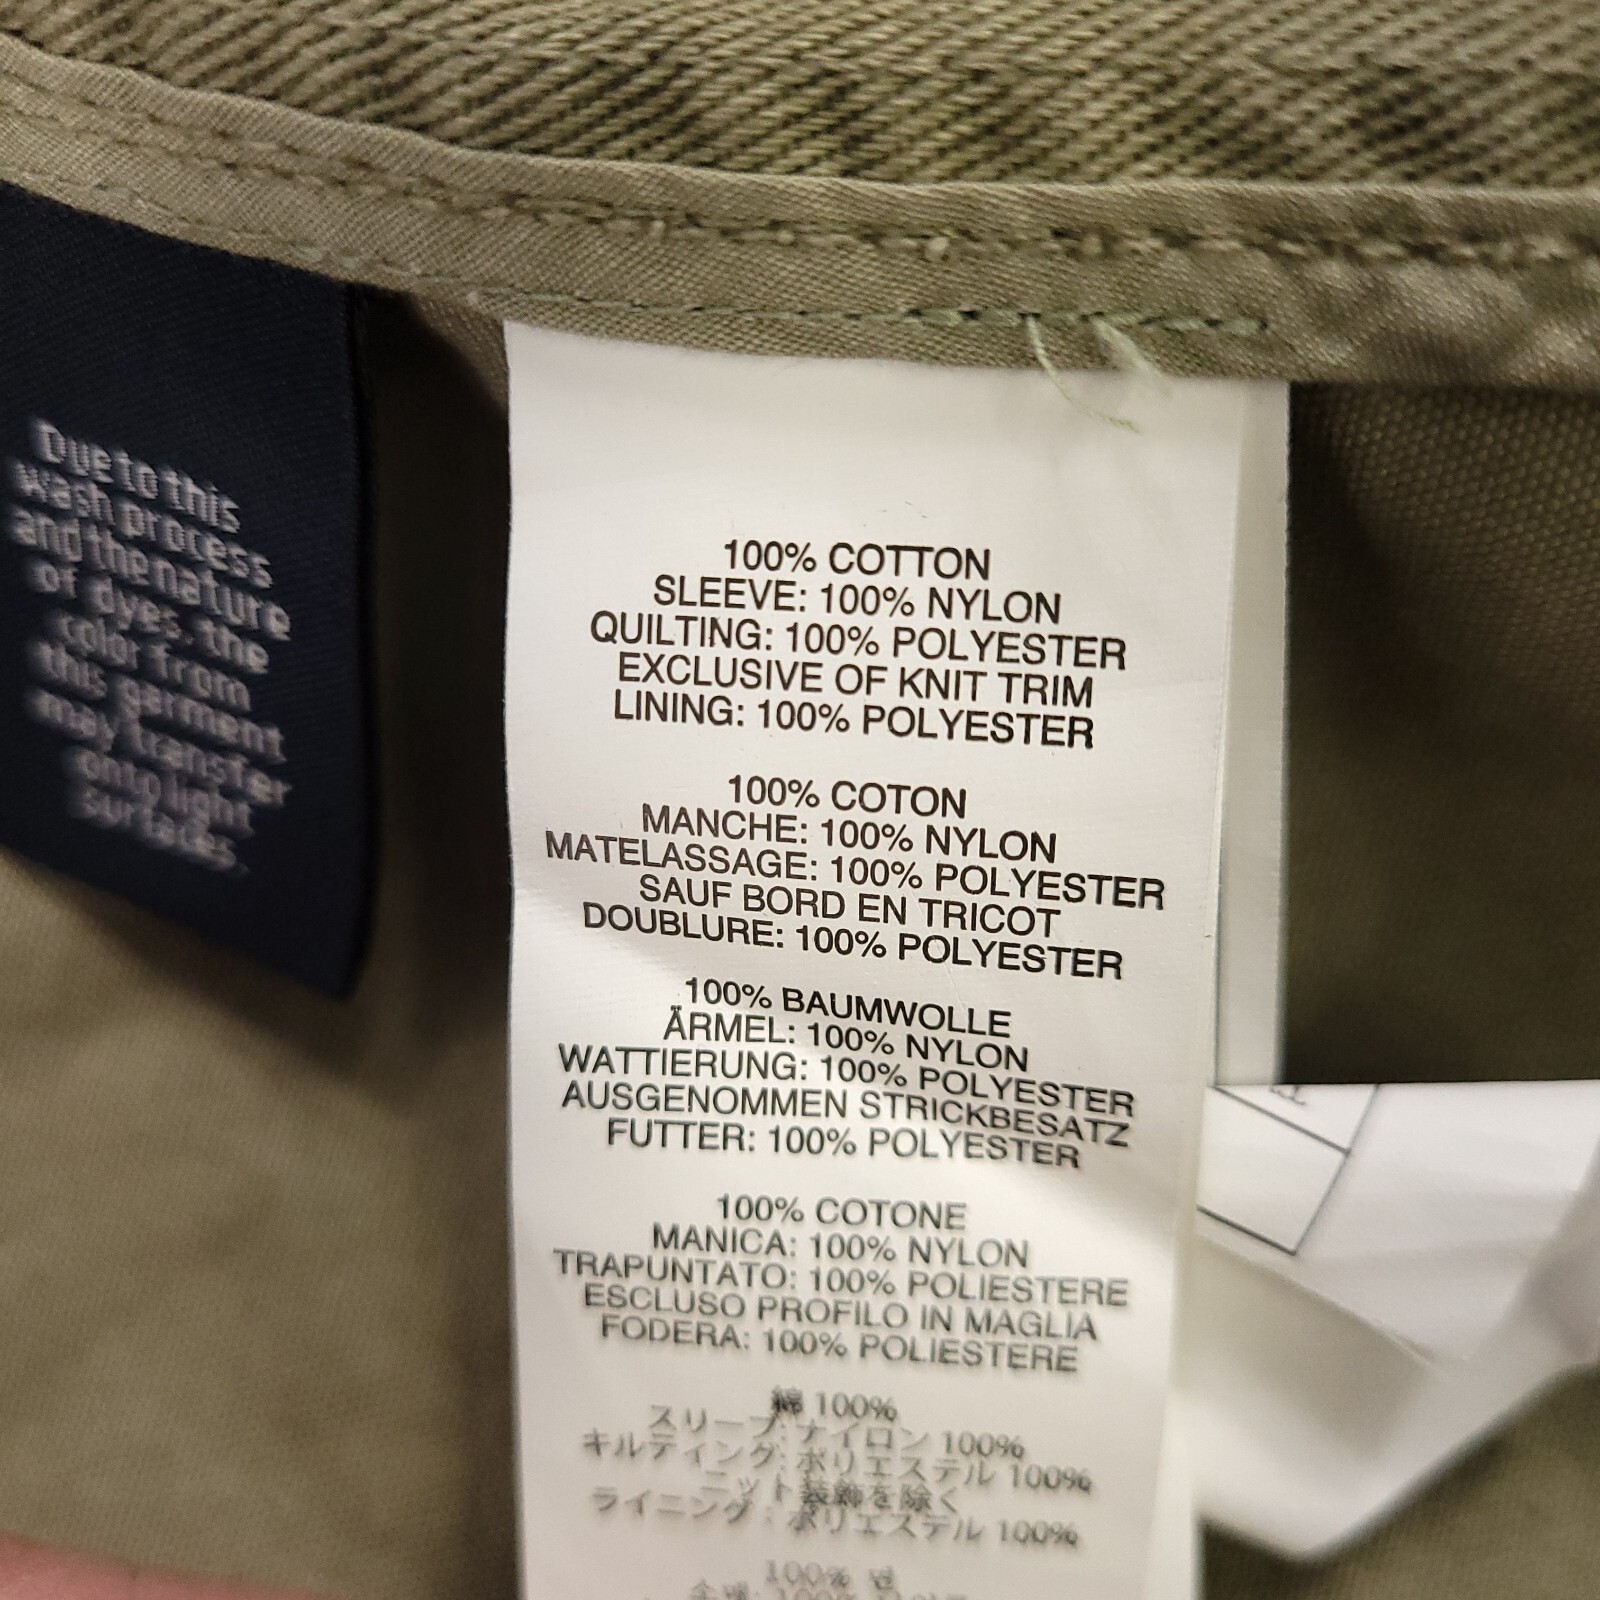 Due to this
wash process
and the nature
of dyes, the
color from
this garment
may transfer
onto light
surfaces.
100% COTTON
SLEEVE: 100% NYLON
QUILTING: 100% POLYESTER
EXCLUSIVE OF KNIT TRIM
LINING: 100% POLYESTER
100% COTON
MANCHE: 100% NYLON
MATELASSAGE: 100% POLYESTER
SAUF BORD EN TRICOT
DOUBLURE: 100% POLYESTER
100% BAUMWOLLE
ÄRMEL: 100% NYLON
WATTIERUNG: 100% POLYESTER
AUSGENOMMEN STRICKBESATZ
FUTTER: 100% POLYESTER
100% COTONE
MANICA: 100% NYLON
TRAPUNTATO: 100% POLIESTERE
ESCLUSO PROFILO IN MAGLIA
FODERA: 100% POLIESTERE
綿 100%
スリーブ: ナイロン 100%
キルティング: ポリエステル 100%
ニット装飾を除く
ライニング: ポリエステル 100%
100% 면
100%